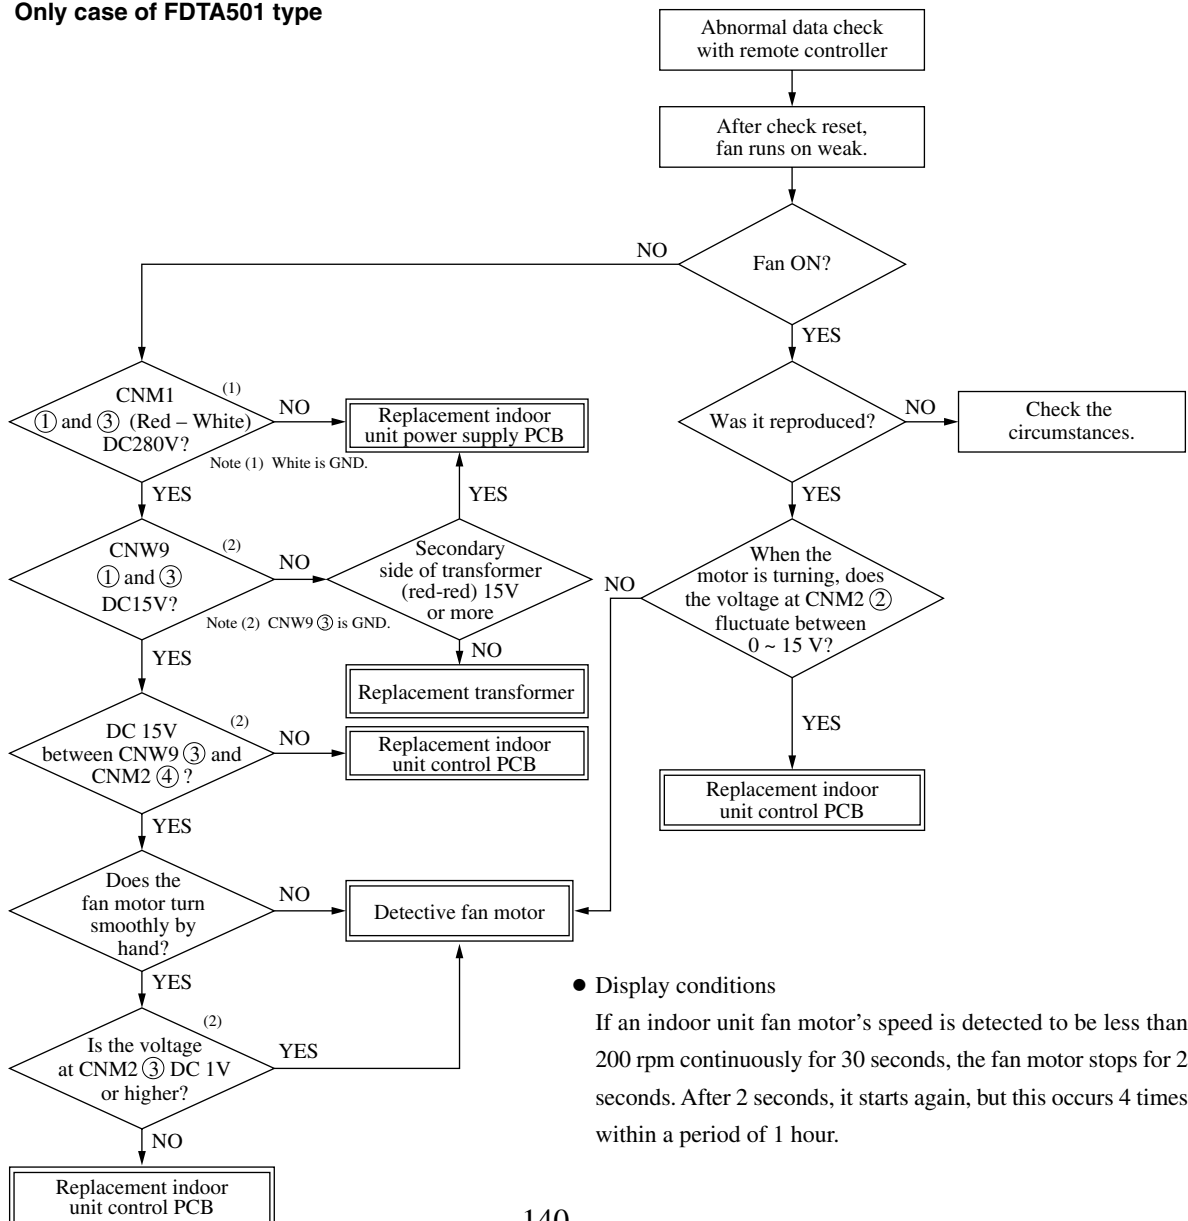 Only case of FDTA501 type
Abnormal data check
with remote controller
After check reset,
fan runs on weak.
Fan ON?
NO
YES
CNM1
(1)
① and ③ (Red – White)
DC280V?
NO
Note (1) White is GND.
Replacement indoor
unit power supply PCB
Was it reproduced?
NO
Check the
circumstances.
YES
YES
YES
CNW9
(2)
① and ③
DC15V?
NO
Note (2) CNW9 ③ is GND.
Secondary
side of transformer
(red-red) 15V
or more
NO
Replacement transformer
When the
motor is turning, does
the voltage at CNM2 ②
fluctuate between
0 ~ 15 V?
NO
YES
YES
DC 15V
(2)
between CNW9 ③ and
CNM2 ④ ?
NO
Replacement indoor
unit control PCB
Replacement indoor
unit control PCB
YES
Does the
fan motor turn
smoothly by
hand?
NO
Detective fan motor
YES
(2)
Is the voltage
at CNM2 ③ DC 1V
or higher?
YES
NO
Replacement indoor
unit control PCB
● Display conditions
If an indoor unit fan motor’s speed is detected to be less than
200 rpm continuously for 30 seconds, the fan motor stops for 2
seconds. After 2 seconds, it starts again, but this occurs 4 times
within a period of 1 hour.
140